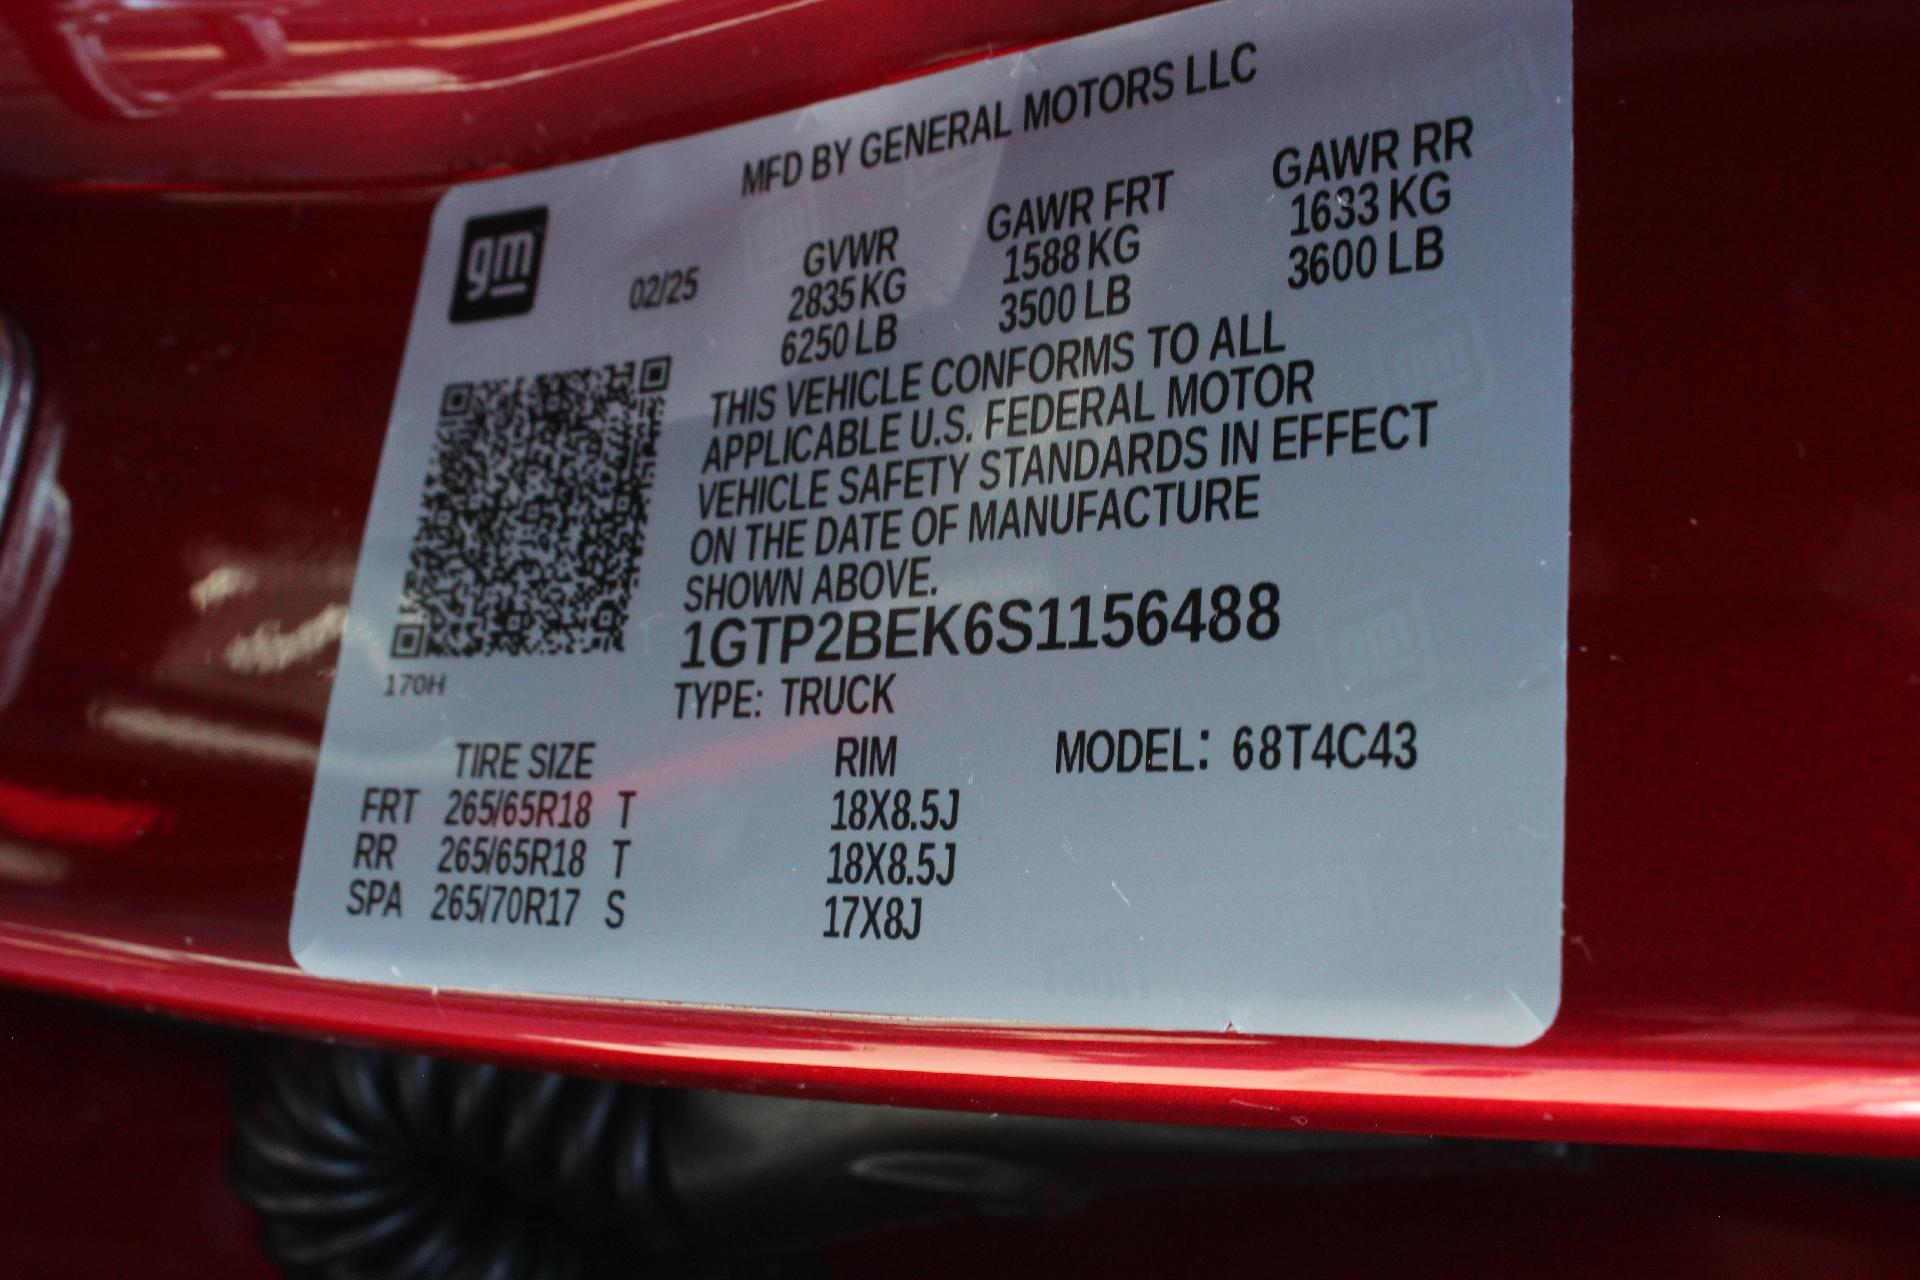 MFD BY GENERAL MOTORS LLC
gm
02/25
GVWR
2835 KG
6250 LB
GAWR FRT
1588 KG
3500 LB
GAWR RR
1633 KG
3600 LB
THIS VEHICLE CONFORMS TO ALL
APPLICABLE U.S. FEDERAL MOTOR
VEHICLE SAFETY STANDARDS IN EFFECT
ON THE DATE OF MANUFACTURE
SHOWN ABOVE.
1GTP2BEK6S1156488
170H
TYPE: TRUCK
MODEL: 68T4C43
TIRE SIZE RIM
FRT 265/65R18 T 18X8.5J
RR 265/65R18 T 18X8.5J
SPA 265/70R17 S 17X8J